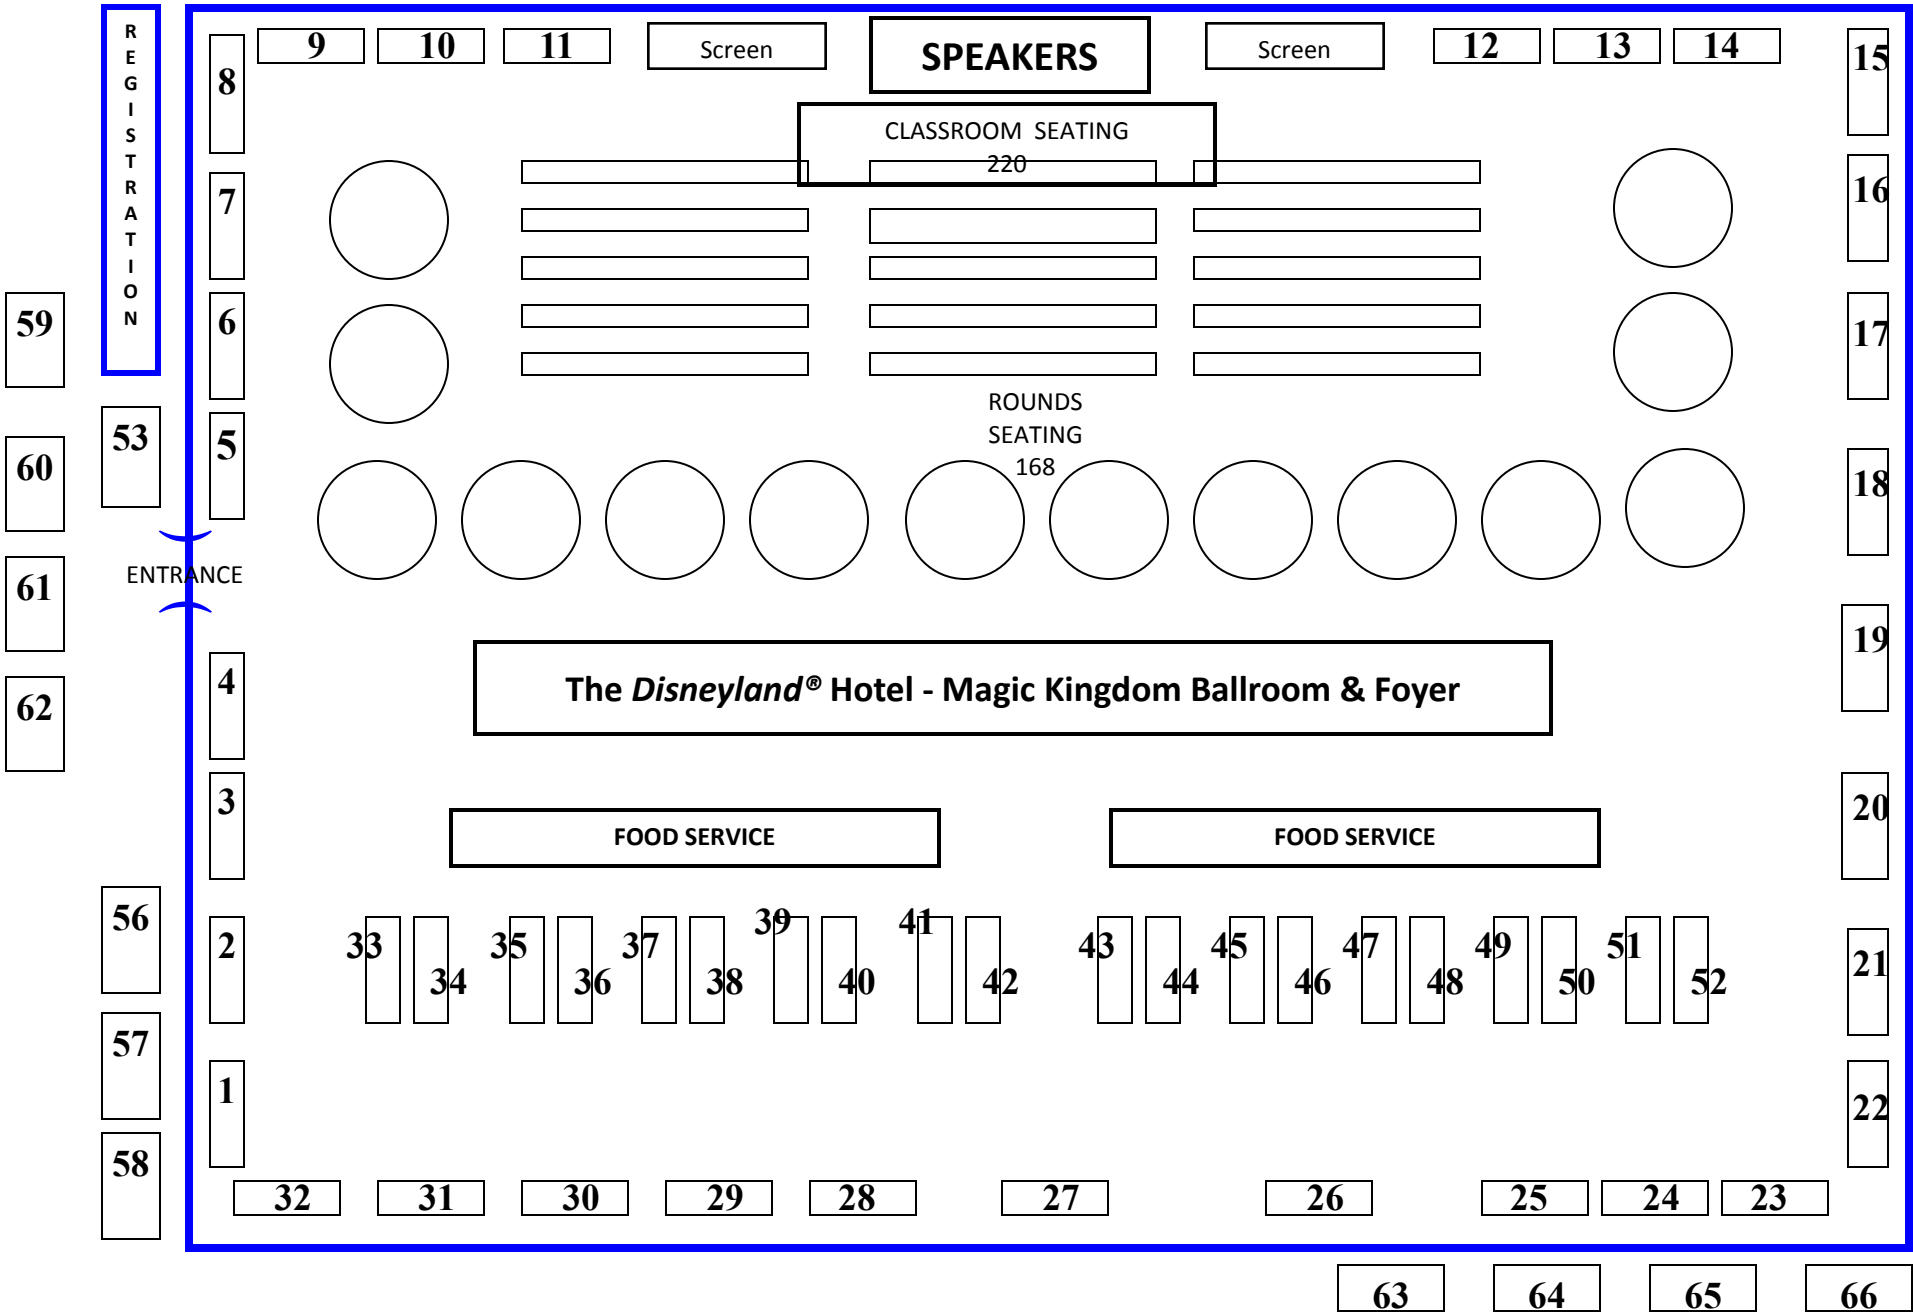 REGISTRATION
9 10 11 Screen SPEAKERS Screen 12 13 14 15
8
CLASSROOM SEATING
220
7 16
59 6 17
ROUNDS
SEATING
168
53 5
60 18
ENTRANCE
61
19
62 4 The Disneyland® Hotel - Magic Kingdom Ballroom & Foyer
3 FOOD SERVICE FOOD SERVICE 20
56 2 33 35 37 39 41 43 45 47 49 51 21
34 36 38 40 42 44 46 48 50 52
57
1 22
58
32 31 30 29 28 27 26 25 24 23
63 64 65 66